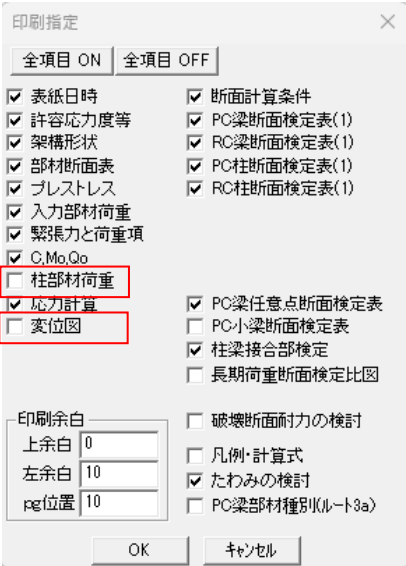 印刷指定
全項目 ON 全項目 OFF
表紙日時
許容応力度等
架構形状
部材断面表
プレストレス
入力部材荷重
緊張力と荷重項
C,Mo,Qo
柱部材荷重
応力計算
変位図
断面計算条件
PC梁断面検定表(1)
RC梁断面検定表(1)
PC柱断面検定表(1)
RC柱断面検定表(1)
PC梁任意点断面検定表
PC小梁断面検定表
柱梁接合部検定
長期荷重断面検定比図
印刷余白
上余白 0
左余白 10
pg位置 10
破壊断面耐力の検討
凡例・計算式
たわみの検討
PC梁部材種別(ルート3a)
OK キャンセル